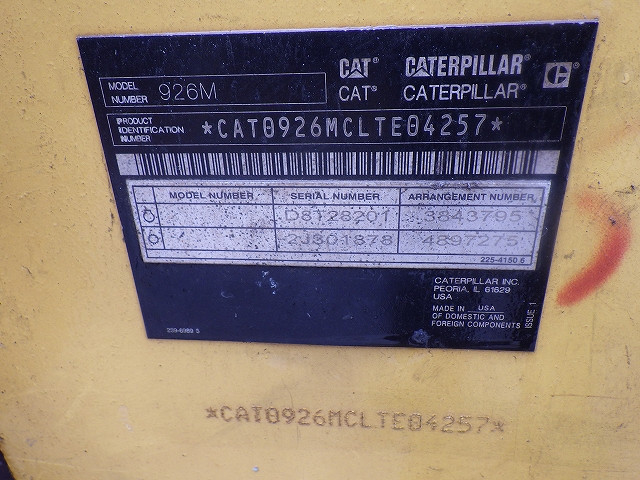 CAT® CATERPILLAR®
MODEL NUMBER 926M
CAT® CATERPILLAR®
PRODUCT IDENTIFICATION NUMBER *CAT0926MCLTE04257*
MODEL NUMBER SERIAL NUMBER ARRANGEMENT NUMBER
D8T28201 3843795
2J301878 4897275
225-4150 6
CATERPILLAR INC.
PEORIA, IL 61629
USA
MADE IN USA
OF DOMESTIC AND
FOREIGN COMPONENTS
ISSUE 1
*CAT0926MCLTE04257*